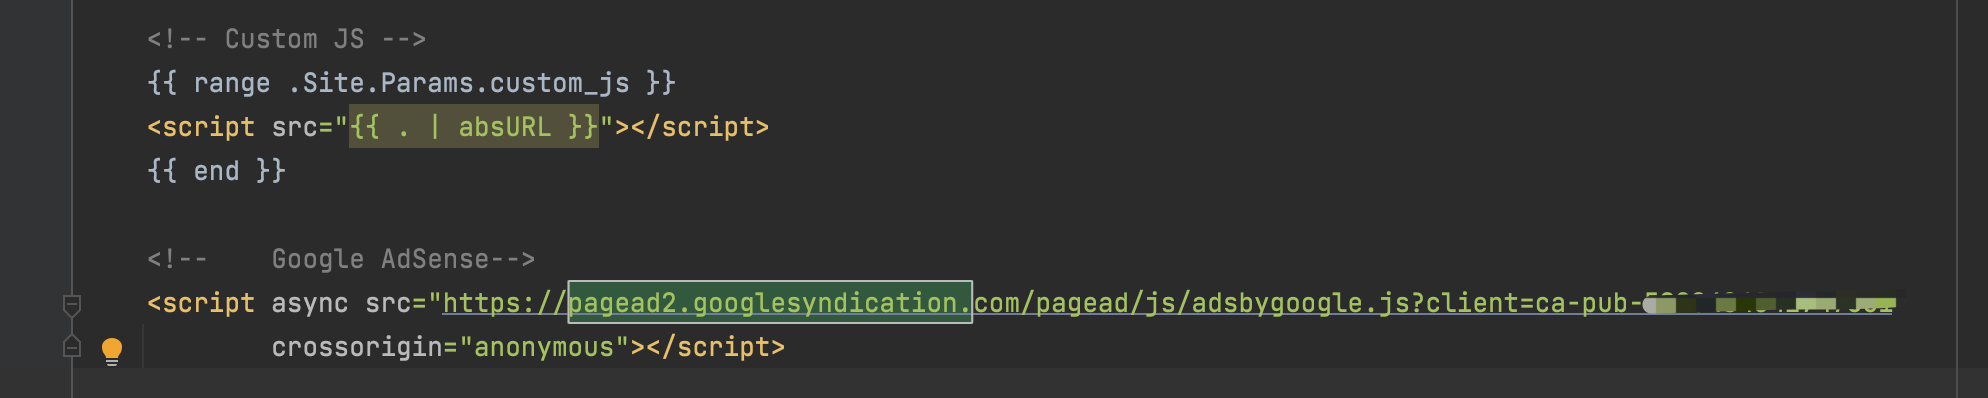 <!-- Custom JS -->
{{ range .Site.Params.custom_js }}
<script src="{{ . | absURL }}"></script>
{{ end }}
<!--    Google AdSense-->
<script async src="https://pagead2.googlesyndication.com/pagead/js/adsbygoogle.js?client=ca-pub-
crossorigin="anonymous"></script>